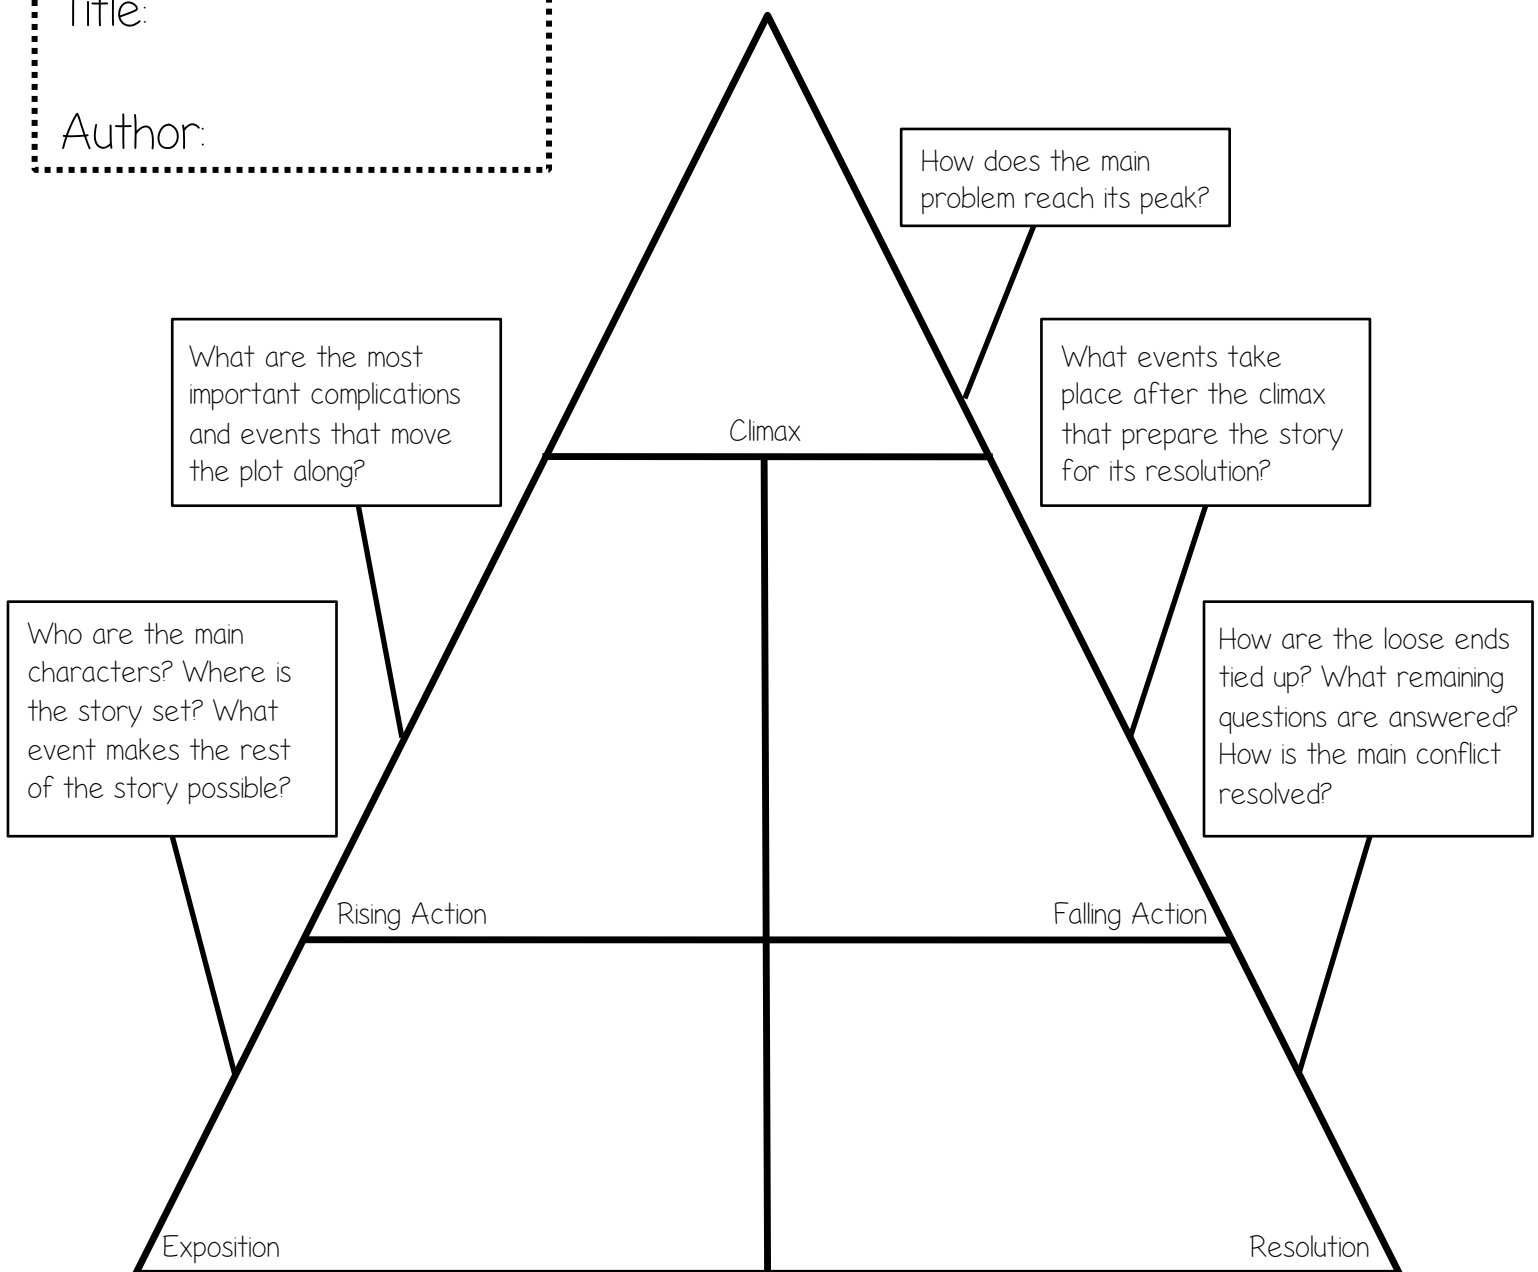 Title:
Author:
How does the main
problem reach its peak?
What are the most
important complications
and events that move
the plot along?
What events take
place after the climax
that prepare the story
for its resolution?
Climax
Who are the main
characters? Where is
the story set? What
event makes the rest
of the story possible?
How are the loose ends
tied up? What remaining
questions are answered?
How is the main conflict
resolved?
Rising Action
Falling Action
Exposition
Resolution